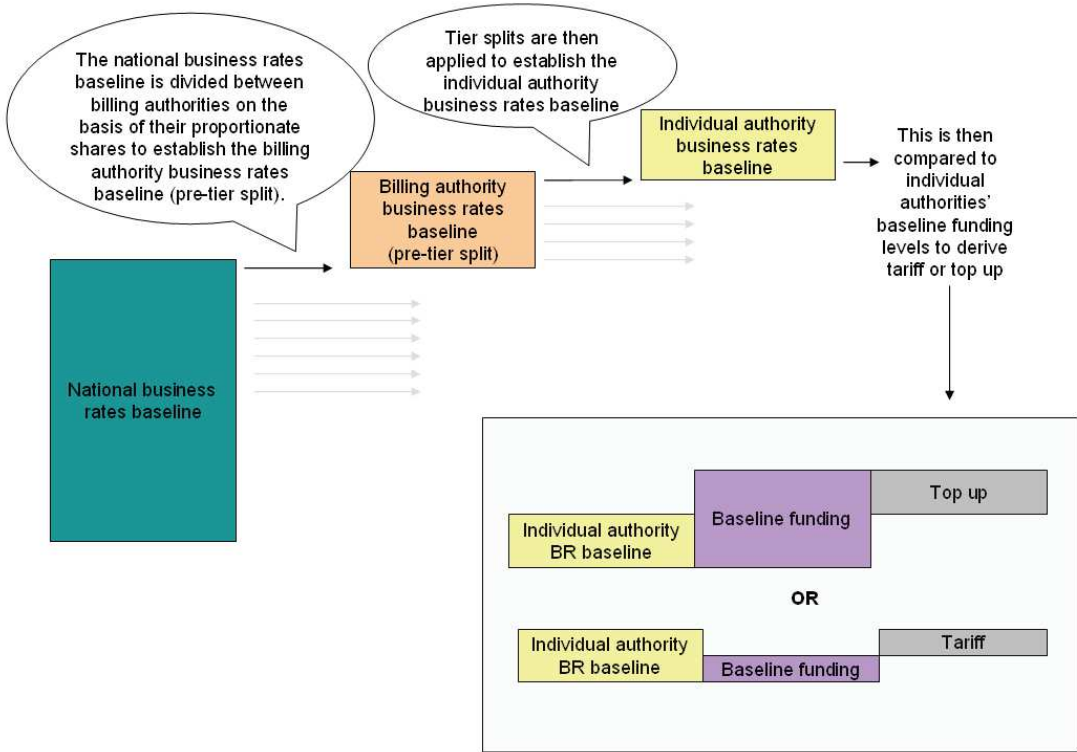 The national business rates
baseline is divided between
billing authorities on the
basis of their proportionate
shares to establish the billing
authority business rates
baseline (pre-tier split).
Tier splits are then
applied to establish the
individual authority
business rates baseline
Individual authority
business rates
baseline
This is then
compared to
individual
authorities'
baseline funding
levels to derive
tariff or top up
Billing authority
business rates
baseline
(pre-tier split)
National business
rates baseline
Individual authority
BR baseline
Baseline funding
Top up
OR
Individual authority
BR baseline
Baseline funding
Tariff